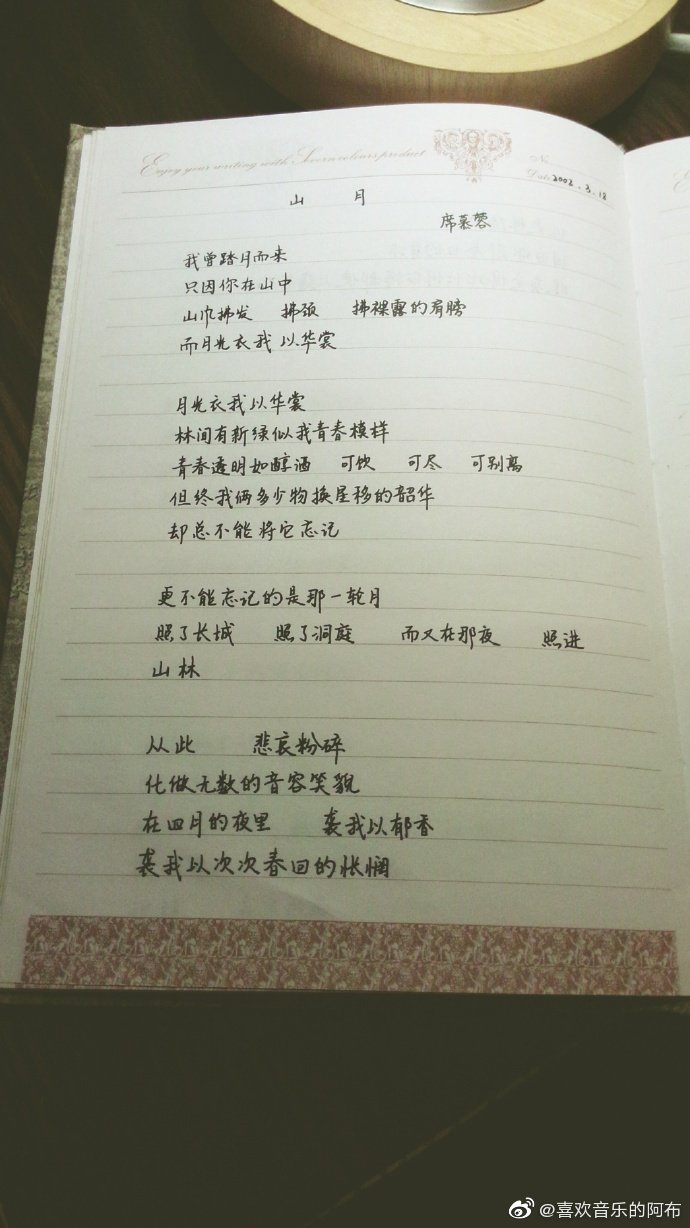 Enjoy your writing with Seven colours product
No
Date 2002.3.18
山 月
席慕蓉
我曾踏月而来
只因你在山中
山巾拂发 拂颈 拂裸露的肩膀
而月光衣我以华裳
月光衣我以华裳
林间有新绿似我青春模样
青春透明如醇酒 可饮 可尽 可别离
但终我俩多少物换星移的韶华
却总不能将它忘记
更不能忘记的是那一轮月
照了长城 照了洞庭 而又在那夜 照进
山林
从此 悲哀粉碎
化做无数的音容笑貌
在四月的夜里 袭我以郁香
袭我以次次春回的怅惘
@喜欢音乐的阿布